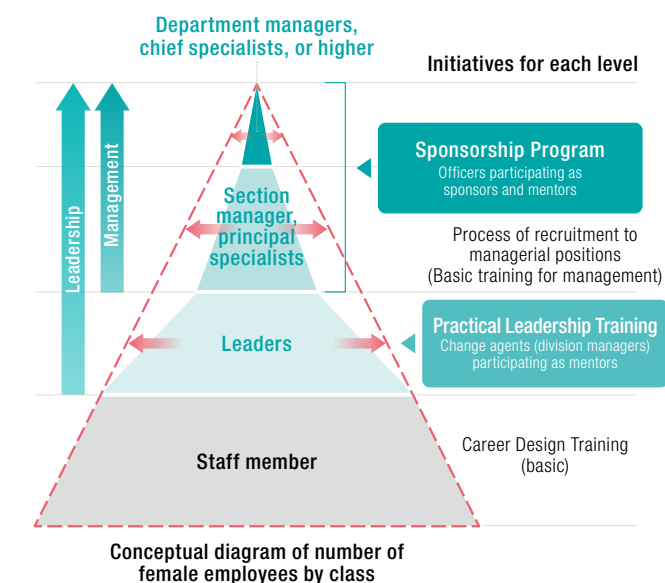 Department managers,
chief specialists, or higher
Initiatives for each level
Leadership
Management
Sponsorship Program
Officers participating as
sponsors and mentors
Section
manager,
principal
specialists
Process of recruitment to
managerial positions
(Basic training for management)
Leaders
Practical Leadership Training
Change agents (division managers)
participating as mentors
Staff member
Career Design Training
(basic)
Conceptual diagram of number of
female employees by class